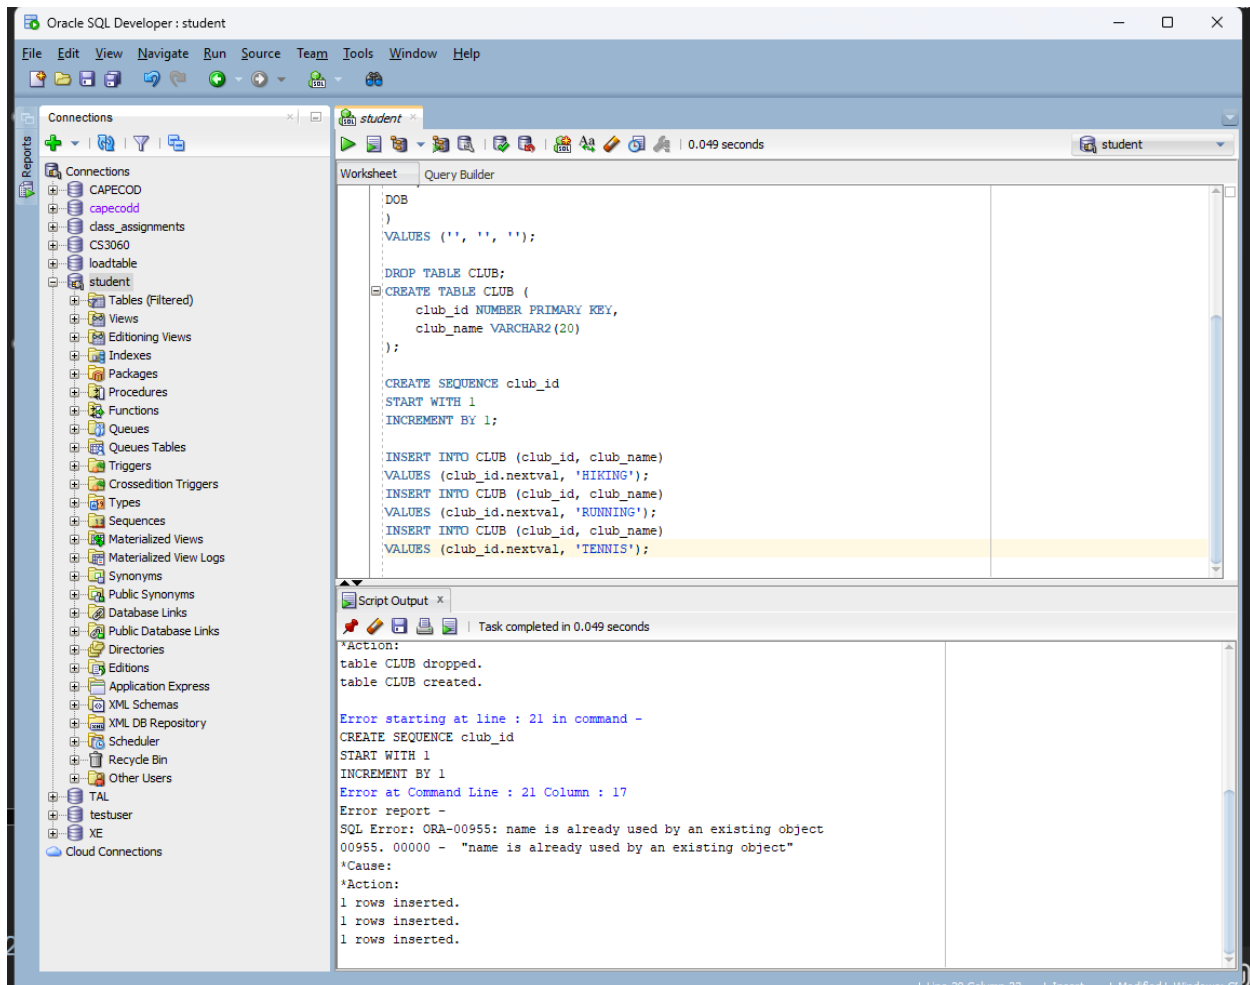 Oracle SQL Developer : student
File Edit View Navigate Run Source Team Tools Window Help
Connections
student
Reports
0.049 seconds
student
Worksheet Query Builder
Connections
CAPECOD
capecodd
class_assignments
CS3060
loadtable
student
Tables (Filtered)
Views
Editioning Views
Indexes
Packages
Procedures
Functions
Queues
Queues Tables
Triggers
Crossedition Triggers
Types
Sequences
Materialized Views
Materialized View Logs
Synonyms
Public Synonyms
Database Links
Public Database Links
Directories
Editions
Application Express
XML Schemas
XML DB Repository
Scheduler
Recycle Bin
Other Users
TAL
testuser
XE
Cloud Connections
DOB
)
VALUES ('', '', '');
DROP TABLE CLUB;
CREATE TABLE CLUB (
club_id NUMBER PRIMARY KEY,
club_name VARCHAR2(20)
);
CREATE SEQUENCE club_id
START WITH 1
INCREMENT BY 1;
INSERT INTO CLUB (club_id, club_name)
VALUES (club_id.nextval, 'HIKING');
INSERT INTO CLUB (club_id, club_name)
VALUES (club_id.nextval, 'RUNNING');
INSERT INTO CLUB (club_id, club_name)
VALUES (club_id.nextval, 'TENNIS');
Script Output
Task completed in 0.049 seconds
*Action:
table CLUB dropped.
table CLUB created.
Error starting at line : 21 in command -
CREATE SEQUENCE club_id
START WITH 1
INCREMENT BY 1
Error at Command Line : 21 Column : 17
Error report -
SQL Error: ORA-00955: name is already used by an existing object
00955. 00000 - "name is already used by an existing object"
*Cause:
*Action:
1 rows inserted.
1 rows inserted.
1 rows inserted.